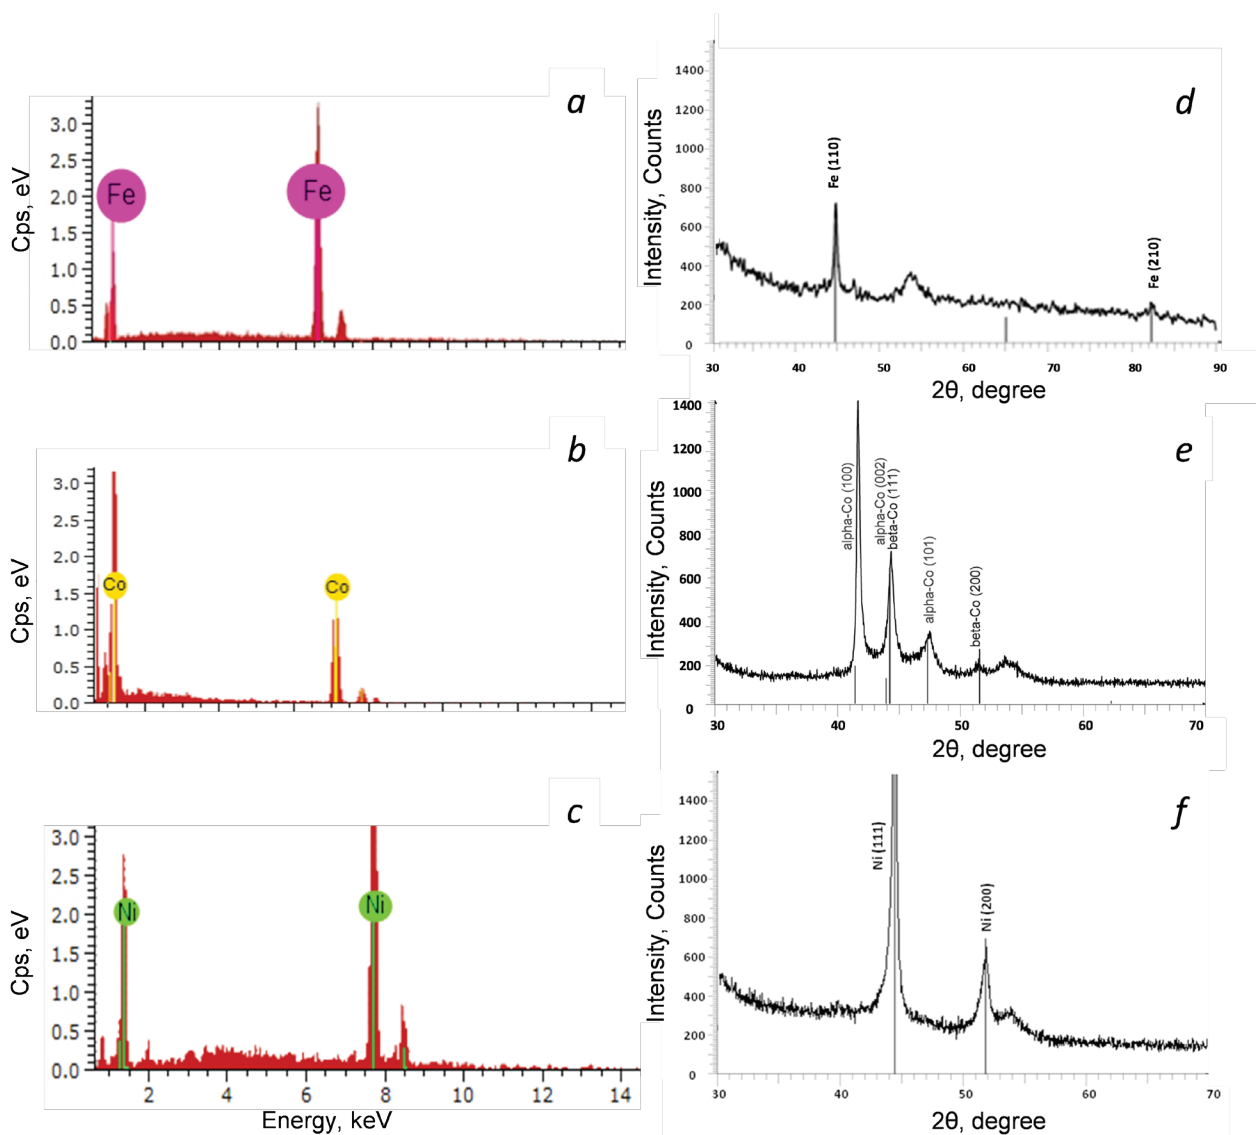 a
Cps, eV
3.0
2.5
2.0
1.5
1.0
0.5
0.0
Fe
Fe
d
Intensity, Counts
1400
1200
1000
800
600
400
200
0
Fe (110)
Fe (210)
30 40 50 60 70 80 90
2θ, degree
b
Cps, eV
3.0
2.5
2.0
1.5
1.0
0.5
0.0
Co
Co
e
Intensity, Counts
1400
1200
1000
800
600
400
200
0
alpha-Co (100)
alpha-Co (002)
beta-Co (111)
alpha-Co (101)
beta-Co (200)
30 40 50 60 70
2θ, degree
c
Cps, eV
3.0
2.5
2.0
1.5
1.0
0.5
0.0
Ni
Ni
2 4 6 8 10 12 14
Energy, keV
f
Intensity, Counts
1400
1200
1000
800
600
400
200
0
Ni (111)
Ni (200)
30 40 50 60 70
2θ, degree